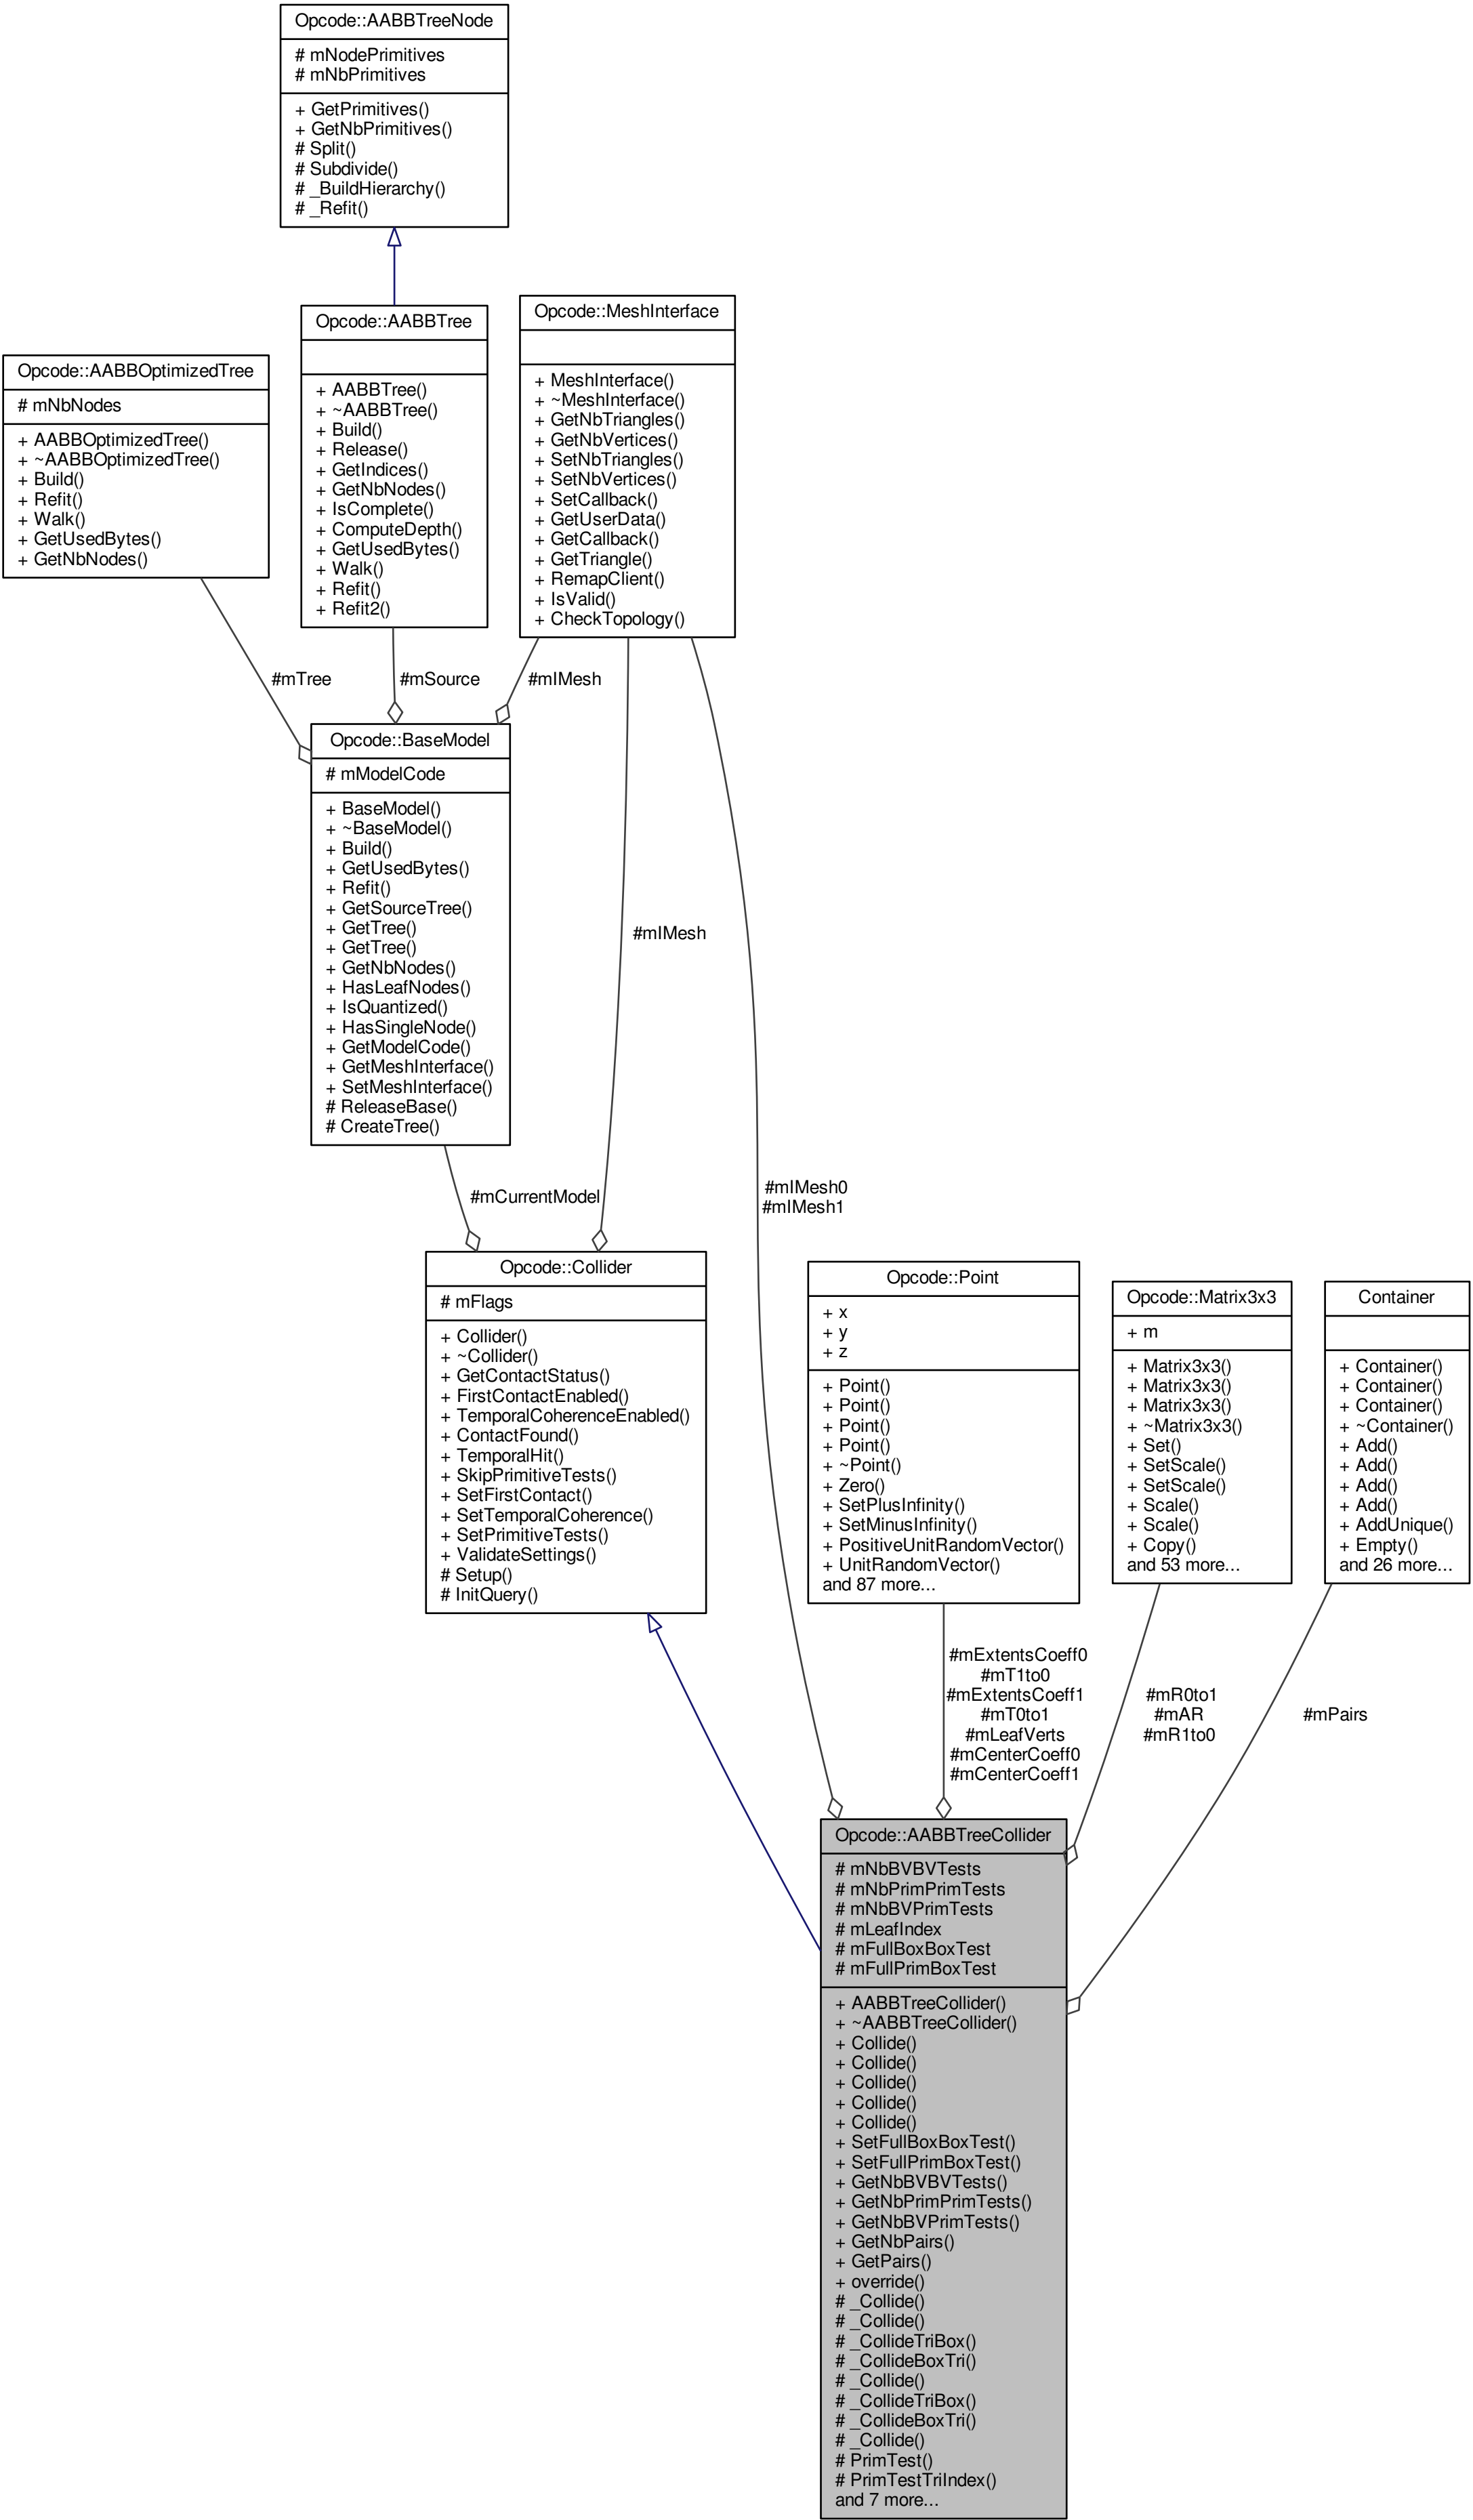 Opcode::AABBTreeNode
# mNodePrimitives
# mNbPrimitives
+ GetPrimitives()
+ GetNbPrimitives()
# Split()
# Subdivide()
# _BuildHierarchy()
# _Refit()
Opcode::AABBOptimizedTree
# mNbNodes
+ AABBOptimizedTree()
+ ~AABBOptimizedTree()
+ Build()
+ Refit()
+ Walk()
+ GetUsedBytes()
+ GetNbNodes()
Opcode::AABBTree
+ AABBTree()
+ ~AABBTree()
+ Build()
+ Release()
+ GetIndices()
+ GetNbNodes()
+ IsComplete()
+ ComputeDepth()
+ GetUsedBytes()
+ Walk()
+ Refit()
+ Refit2()
Opcode::MeshInterface
+ MeshInterface()
+ ~MeshInterface()
+ GetNbTriangles()
+ GetNbVertices()
+ SetNbTriangles()
+ SetNbVertices()
+ SetCallback()
+ GetUserData()
+ GetCallback()
+ GetTriangle()
+ RemapClient()
+ IsValid()
+ CheckTopology()
#mTree
#mSource
#mIMesh
Opcode::BaseModel
# mModelCode
+ BaseModel()
+ ~BaseModel()
+ Build()
+ GetUsedBytes()
+ Refit()
+ GetSourceTree()
+ GetTree()
+ GetTree()
+ GetNbNodes()
+ HasLeafNodes()
+ IsQuantized()
+ HasSingleNode()
+ GetModelCode()
+ GetMeshInterface()
+ SetMeshInterface()
# ReleaseBase()
# CreateTree()
#mIMesh
#mCurrentModel
#mIMesh0
#mIMesh1
Opcode::Collider
# mFlags
+ Collider()
+ ~Collider()
+ GetContactStatus()
+ FirstContactEnabled()
+ TemporalCoherenceEnabled()
+ ContactFound()
+ TemporalHit()
+ SkipPrimitiveTests()
+ SetFirstContact()
+ SetTemporalCoherence()
+ SetPrimitiveTests()
+ ValidateSettings()
# Setup()
# InitQuery()
Opcode::Point
+ x
+ y
+ z
+ Point()
+ Point()
+ Point()
+ Point()
+ ~Point()
+ Zero()
+ SetPlusInfinity()
+ SetMinusInfinity()
+ PositiveUnitRandomVector()
+ UnitRandomVector()
and 87 more...
Opcode::Matrix3x3
+ m
+ Matrix3x3()
+ Matrix3x3()
+ Matrix3x3()
+ ~Matrix3x3()
+ Set()
+ SetScale()
+ SetScale()
+ Scale()
+ Scale()
+ Copy()
and 53 more...
Container
+ Container()
+ Container()
+ Container()
+ ~Container()
+ Add()
+ Add()
+ Add()
+ Add()
+ AddUnique()
+ Empty()
and 26 more...
#mExtentsCoeff0
#mT1to0
#mExtentsCoeff1
#mT0to1
#mLeafVerts
#mCenterCoeff0
#mCenterCoeff1
#mR0to1
#mAR
#mR1to0
#mPairs
Opcode::AABBTreeCollider
# mNbBVBVTests
# mNbPrimPrimTests
# mNbBVPrimTests
# mLeafIndex
# mFullBoxBoxTest
# mFullPrimBoxTest
+ AABBTreeCollider()
+ ~AABBTreeCollider()
+ Collide()
+ Collide()
+ Collide()
+ Collide()
+ Collide()
+ SetFullBoxBoxTest()
+ SetFullPrimBoxTest()
+ GetNbBVBVTests()
+ GetNbPrimPrimTests()
+ GetNbBVPrimTests()
+ GetNbPairs()
+ GetPairs()
+ override()
# _Collide()
# _Collide()
# _CollideTriBox()
# _CollideBoxTri()
# _Collide()
# _CollideTriBox()
# _CollideBoxTri()
# _Collide()
# PrimTest()
# PrimTestTriIndex()
and 7 more...